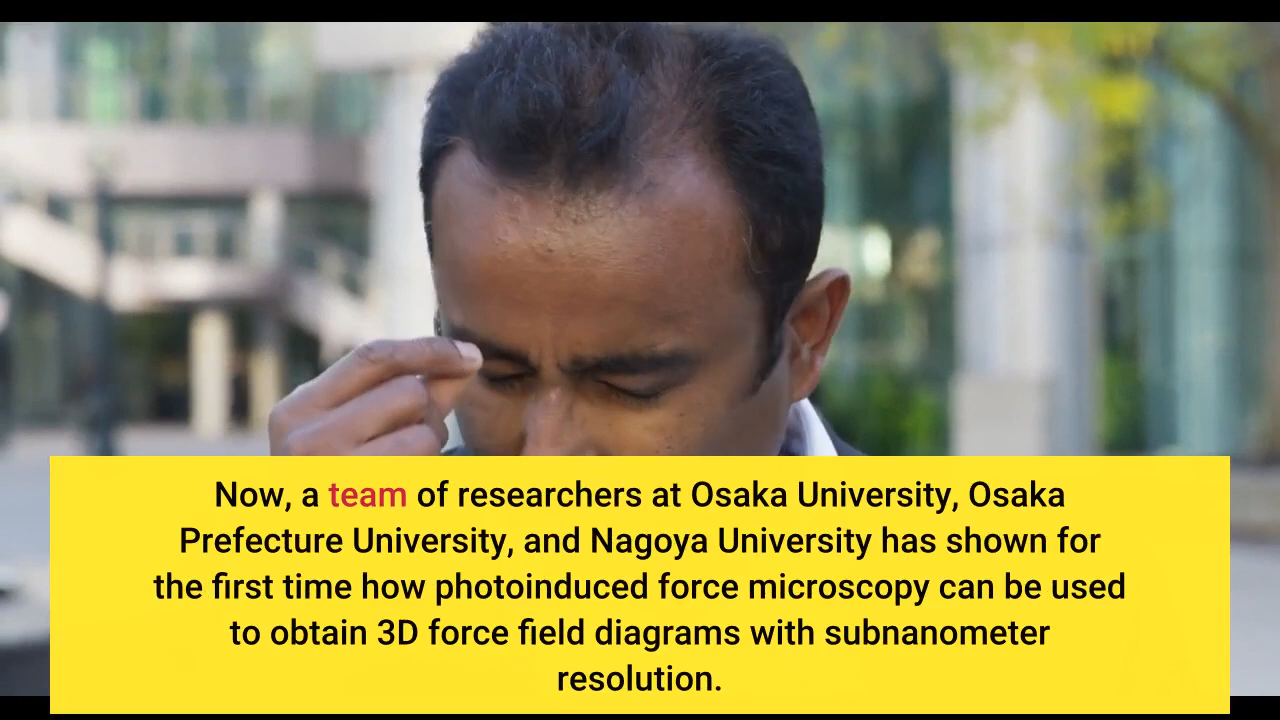 Now, a team of researchers at Osaka University, Osaka
Prefecture University, and Nagoya University has shown for
the first time how photoinduced force microscopy can be used
to obtain 3D force field diagrams with subnanometer
resolution.